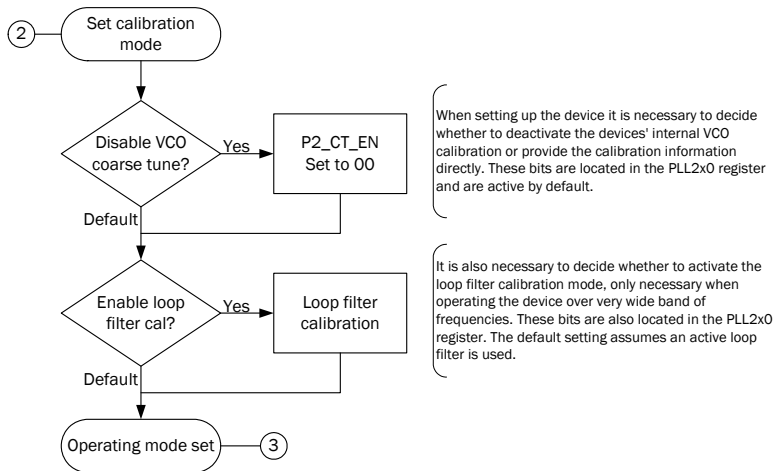 2
Set calibration
mode
Disable VCO
coarse tune?
Yes
P2_CT_EN
Set to 00
When setting up the device it is necessary to decide
whether to deactivate the devices' internal VCO
calibration or provide the calibration information
directly. These bits are located in the PLL2x0 register
and are active by default.
Default
Enable loop
filter cal?
Yes
Loop filter
calibration
It is also necessary to decide whether to activate the
loop filter calibration mode, only necessary when
operating the device over very wide band of
frequencies. These bits are also located in the PLL2x0
register. The default setting assumes an active loop
filter is used.
Default
Operating mode set
3